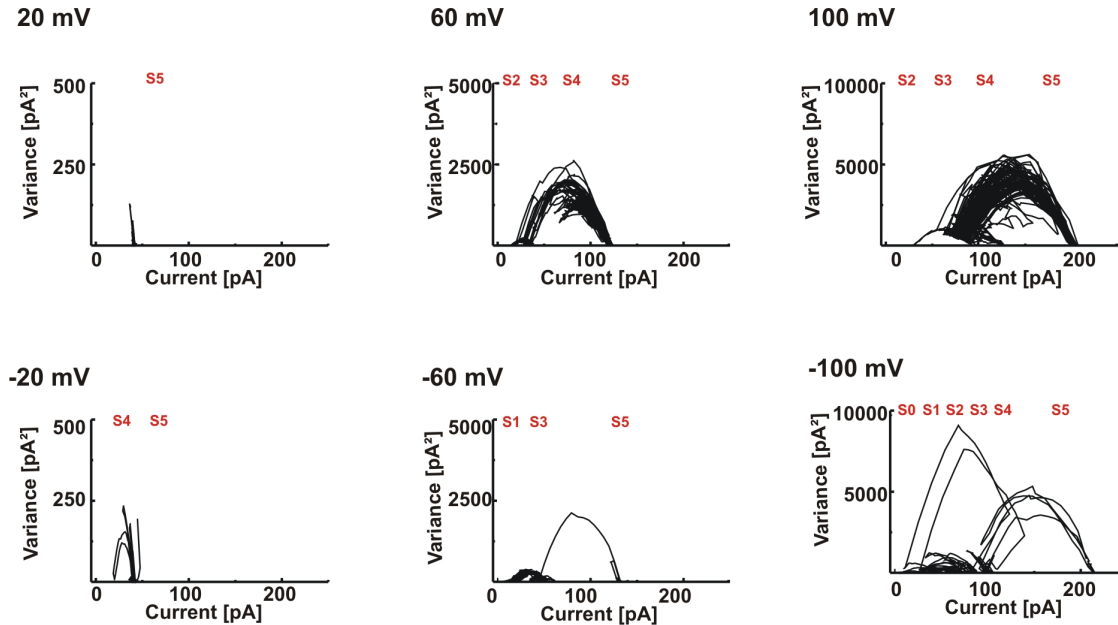 20 mV
60 mV
100 mV
S5
S2 S3 S4 S5
S2 S3 S4 S5
Variance [pA²]
500
250
0 100 200
Current [pA]
Variance [pA²]
5000
2500
0 100 200
Current [pA]
Variance [pA²]
10000
5000
0 100 200
Current [pA]
-20 mV
-60 mV
-100 mV
S4 S5
S1 S3 S5
S0 S1 S2 S3 S4 S5
Variance [pA²]
500
250
0 100 200
Current [pA]
Variance [pA²]
5000
2500
0 100 200
Current [pA]
Variance [pA²]
10000
5000
0 100 200
Current [pA]